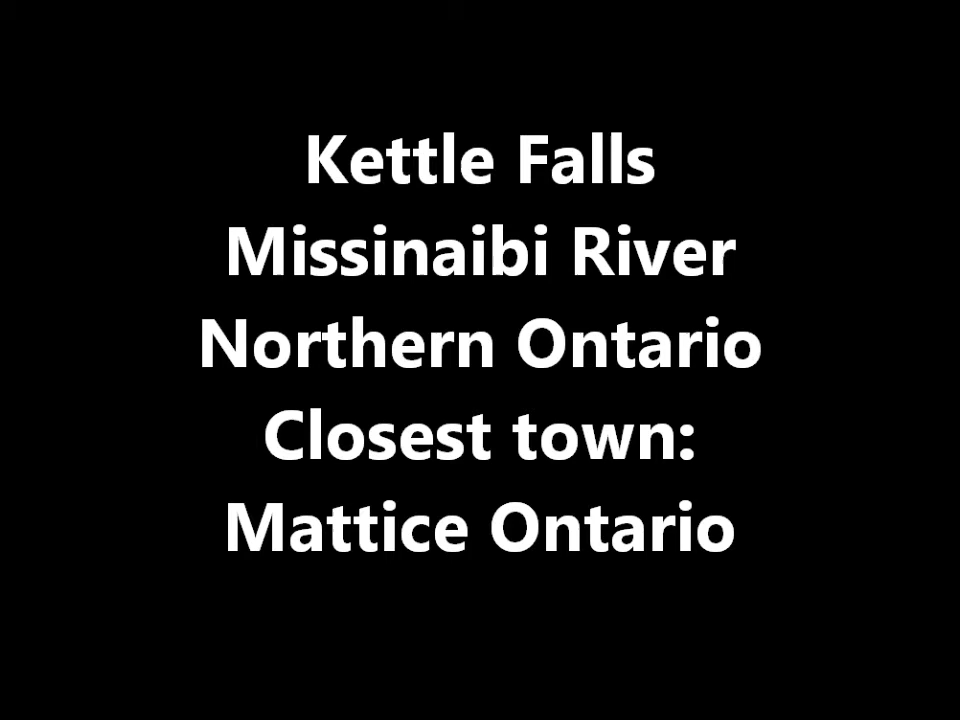 Kettle Falls
Missinaibi River
Northern Ontario
Closest town:
Mattice Ontario